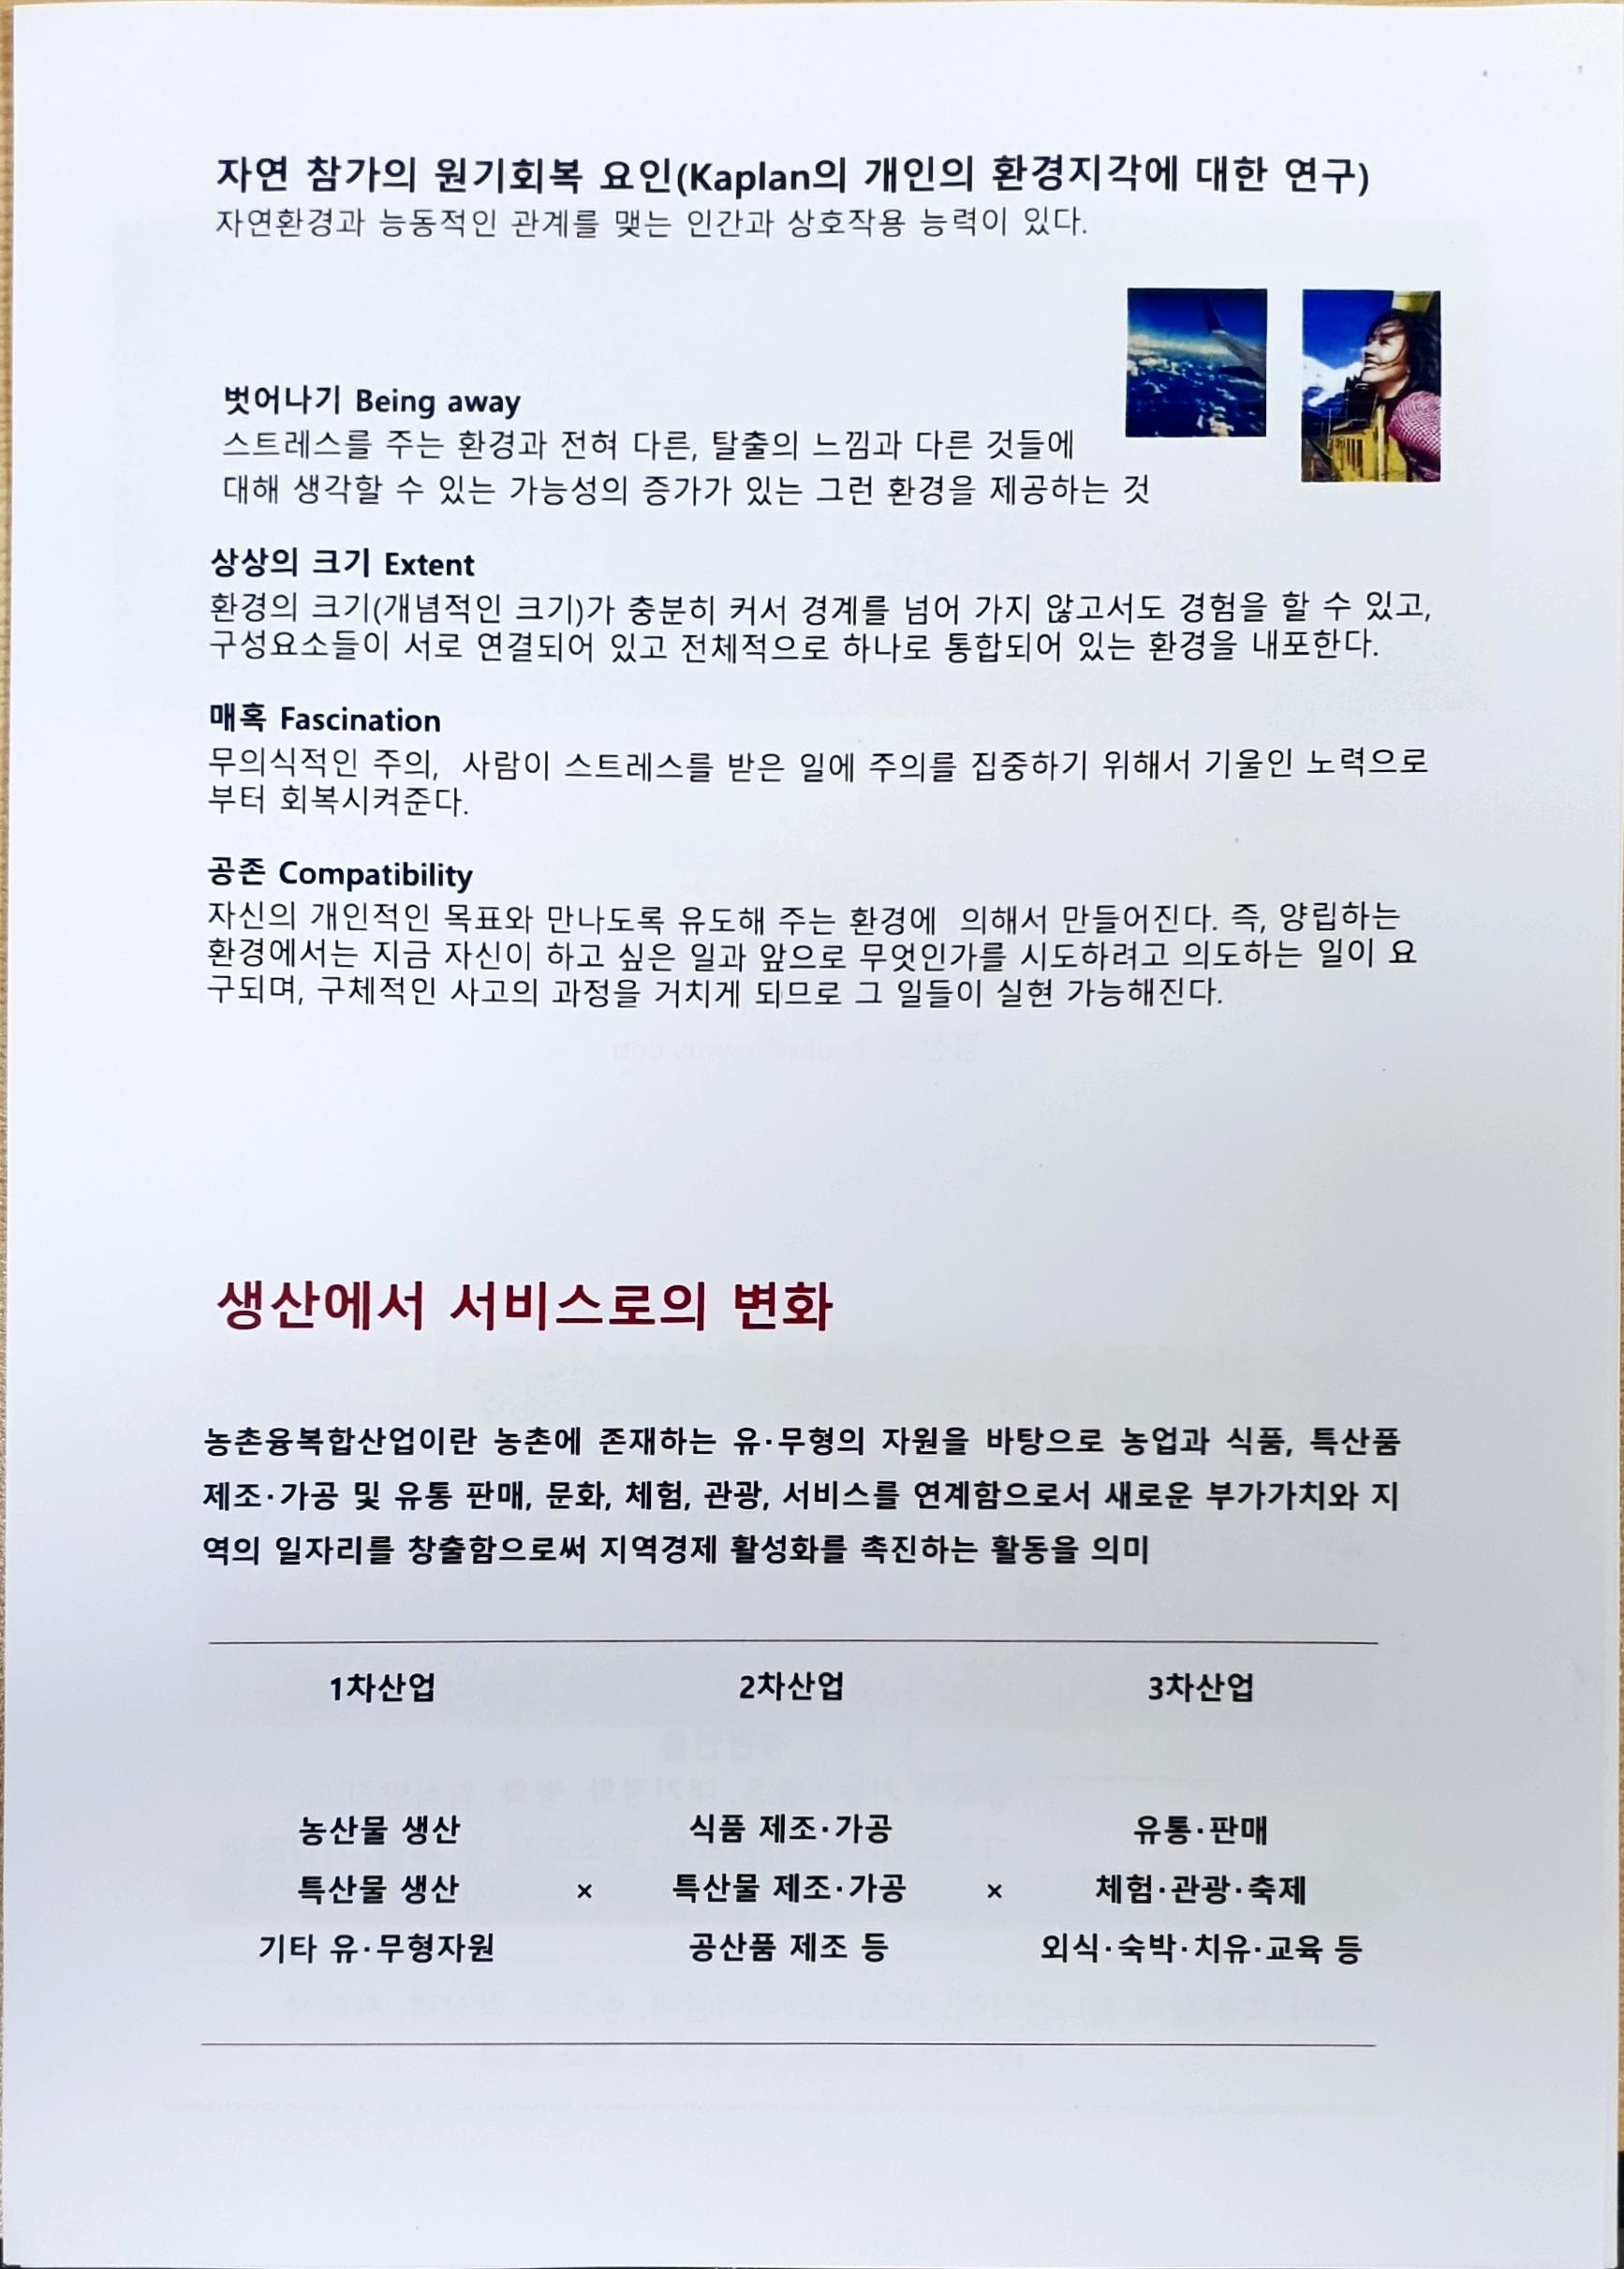 자연 참가의 원기회복 요인(Kaplan의 개인의 환경지각에 대한 연구)
자연환경과 능동적인 관계를 맺는 인간과 상호작용 능력이 있다.
벗어나기 Being away
스트레스를 주는 환경과 전혀 다른, 탈출의 느낌과 다른 것들에
대해 생각할 수 있는 가능성의 증가가 있는 그런 환경을 제공하는 것
상상의 크기 Extent
환경의 크기(개념적인 크기)가 충분히 커서 경계를 넘어 가지 않고서도 경험을 할 수 있고,
구성요소들이 서로 연결되어 있고 전체적으로 하나로 통합되어 있는 환경을 내포한다.
매혹 Fascination
무의식적인 주의, 사람이 스트레스를 받은 일에 주의를 집중하기 위해서 기울인 노력으로
부터 회복시켜준다.
공존 Compatibility
자신의 개인적인 목표와 만나도록 유도해 주는 환경에 의해서 만들어진다. 즉, 양립하는
환경에서는 지금 자신이 하고 싶은 일과 앞으로 무엇인가를 시도하려고 의도하는 일이 요
구되며, 구체적인 사고의 과정을 거치게 되므로 그 일들이 실현 가능해진다.
생산에서 서비스로의 변화
농촌융복합산업이란 농촌에 존재하는 유·무형의 자원을 바탕으로 농업과 식품, 특산품
제조·가공 및 유통 판매, 문화, 체험, 관광, 서비스를 연계함으로서 새로운 부가가치와 지
역의 일자리를 창출함으로써 지역경제 활성화를 촉진하는 활동을 의미
1차산업 2차산업 3차산업
농산물 생산 식품 제조·가공 유통·판매
특산물 생산 × 특산물 제조·가공 × 체험·관광·축제
기타 유·무형자원 공산품 제조 등 외식·숙박·치유·교육 등